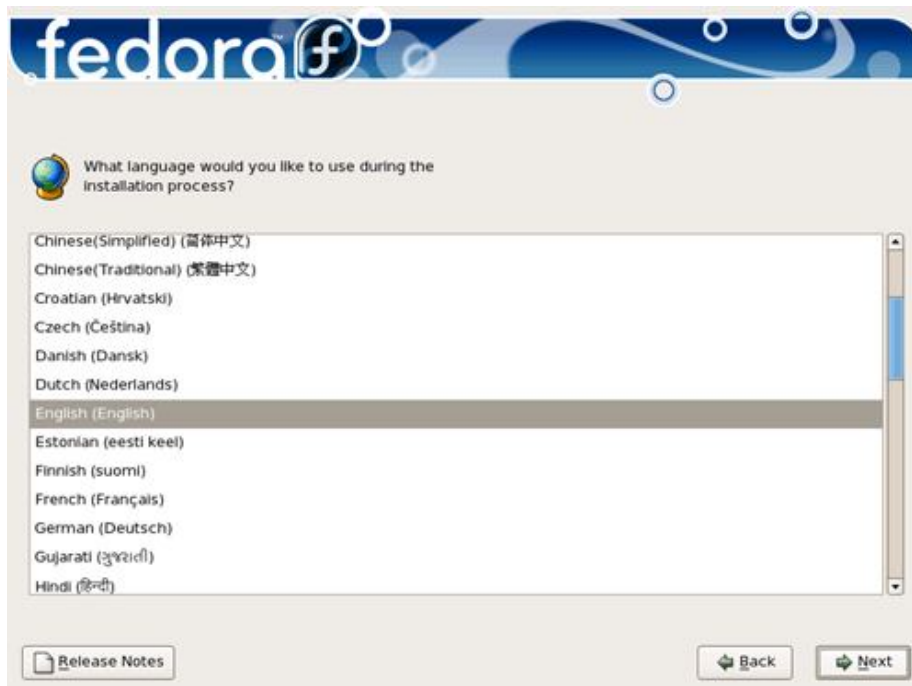 fedora f™
What language would you like to use during the
installation process?
Chinese(Simplified) (简体中文)
Chinese(Traditional) (繁體中文)
Croatian (Hrvatski)
Czech (Čeština)
Danish (Dansk)
Dutch (Nederlands)
English (English)
Estonian (eesti keel)
Finnish (suomi)
French (Français)
German (Deutsch)
Gujarati (ગુજરાતી)
Hindi (हिन्दी)
Release Notes
Back
Next